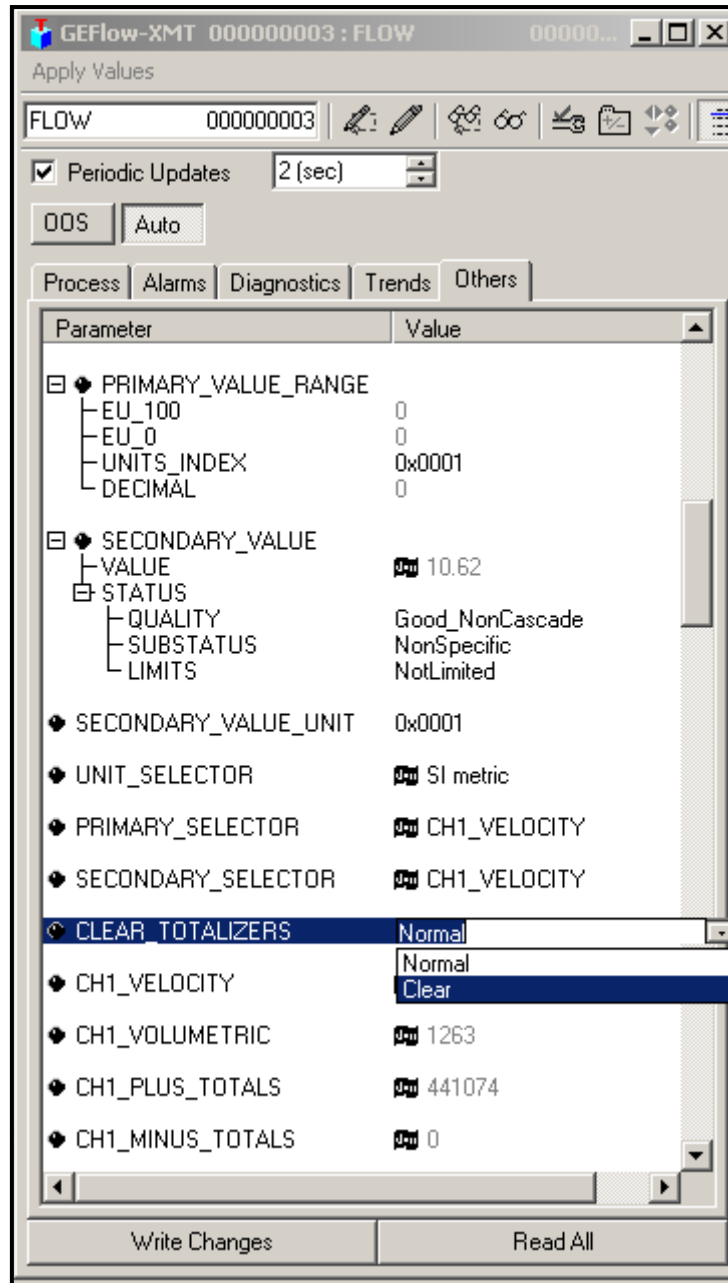 GEFlow-XMT 000000003 : FLOW 00000...
Apply Values
FLOW 000000003
Periodic Updates 2 (sec)
OOS Auto
Process Alarms Diagnostics Trends Others
Parameter Value
PRIMARY_VALUE_RANGE
EU_100 0
EU_0 0
UNITS_INDEX 0x0001
DECIMAL 0
SECONDARY_VALUE
VALUE 10.62
STATUS
QUALITY Good_NonCascade
SUBSTATUS NonSpecific
LIMITS NotLimited
SECONDARY_VALUE_UNIT 0x0001
UNIT_SELECTOR SI metric
PRIMARY_SELECTOR CH1_VELOCITY
SECONDARY_SELECTOR CH1_VELOCITY
CLEAR_TOTALIZERS Normal
Normal
CH1_VELOCITY Clear
CH1_VOLUMETRIC 1263
CH1_PLUS_TOTALS 441074
CH1_MINUS_TOTALS 0
Write Changes Read All